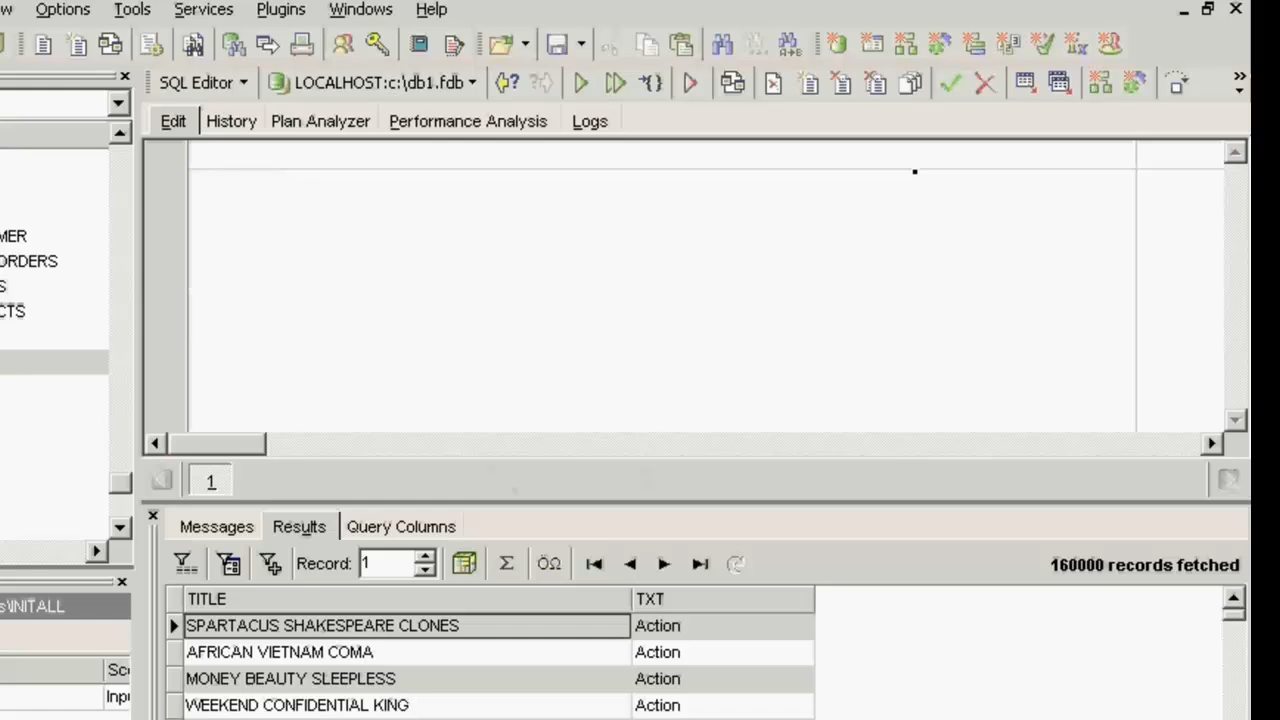 w Options Tools Services Plugins Windows Help
SQL Editor LOCALHOST:c:\db1.fdb
Edit History Plan Analyzer Performance Analysis Logs
MER
ORDERS
S
CTS
1
Messages Results Query Columns
Record: 1 Σ ÖΩ 160000 records fetched
s\INITALL
TITLE TXT
SPARTACUS SHAKESPEARE CLONES Action
AFRICAN VIETNAM COMA Action
Sc
MONEY BEAUTY SLEEPLESS Action
Inp
WEEKEND CONFIDENTIAL KING Action